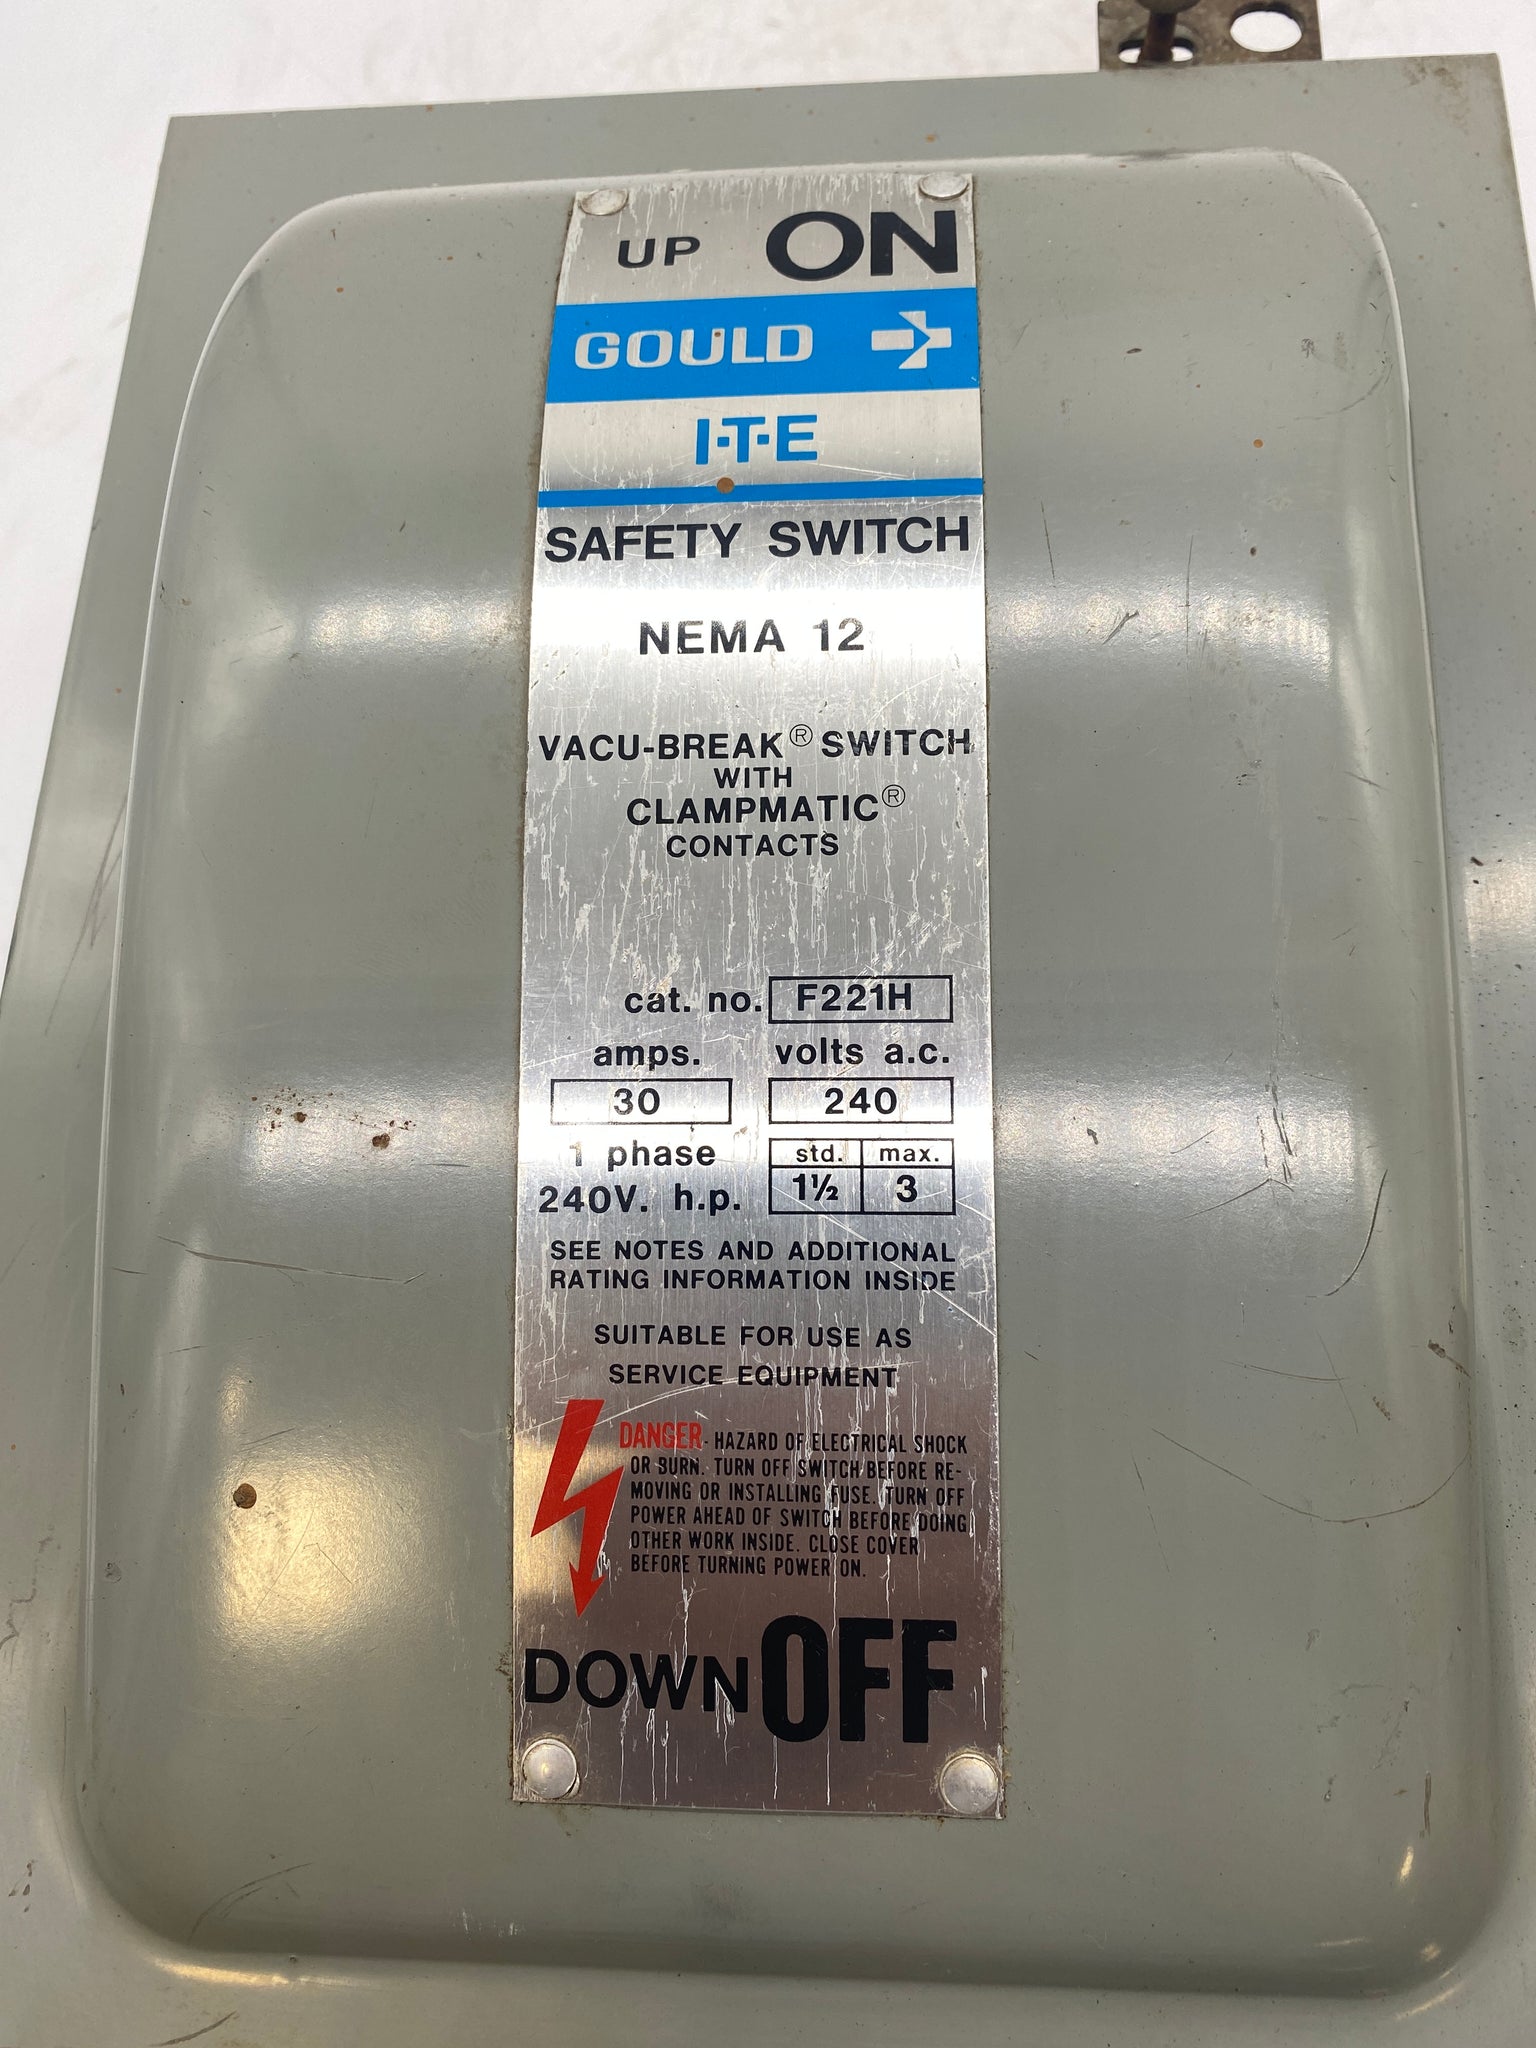 UP ON
GOULD
I·T·E
SAFETY SWITCH
NEMA 12
VACU-BREAK® SWITCH
WITH
CLAMPMATIC®
CONTACTS
cat. no. F221H
amps. volts a.c.
30 240
1 phase std. max.
240V. h.p. 1½ 3
SEE NOTES AND ADDITIONAL
RATING INFORMATION INSIDE
SUITABLE FOR USE AS
SERVICE EQUIPMENT
DANGER - HAZARD OF ELECTRICAL SHOCK
OR BURN. TURN OFF SWITCH BEFORE RE-
MOVING OR INSTALLING FUSE. TURN OFF
POWER AHEAD OF SWITCH BEFORE DOING
OTHER WORK INSIDE. CLOSE COVER
BEFORE TURNING POWER ON.
DOWN OFF